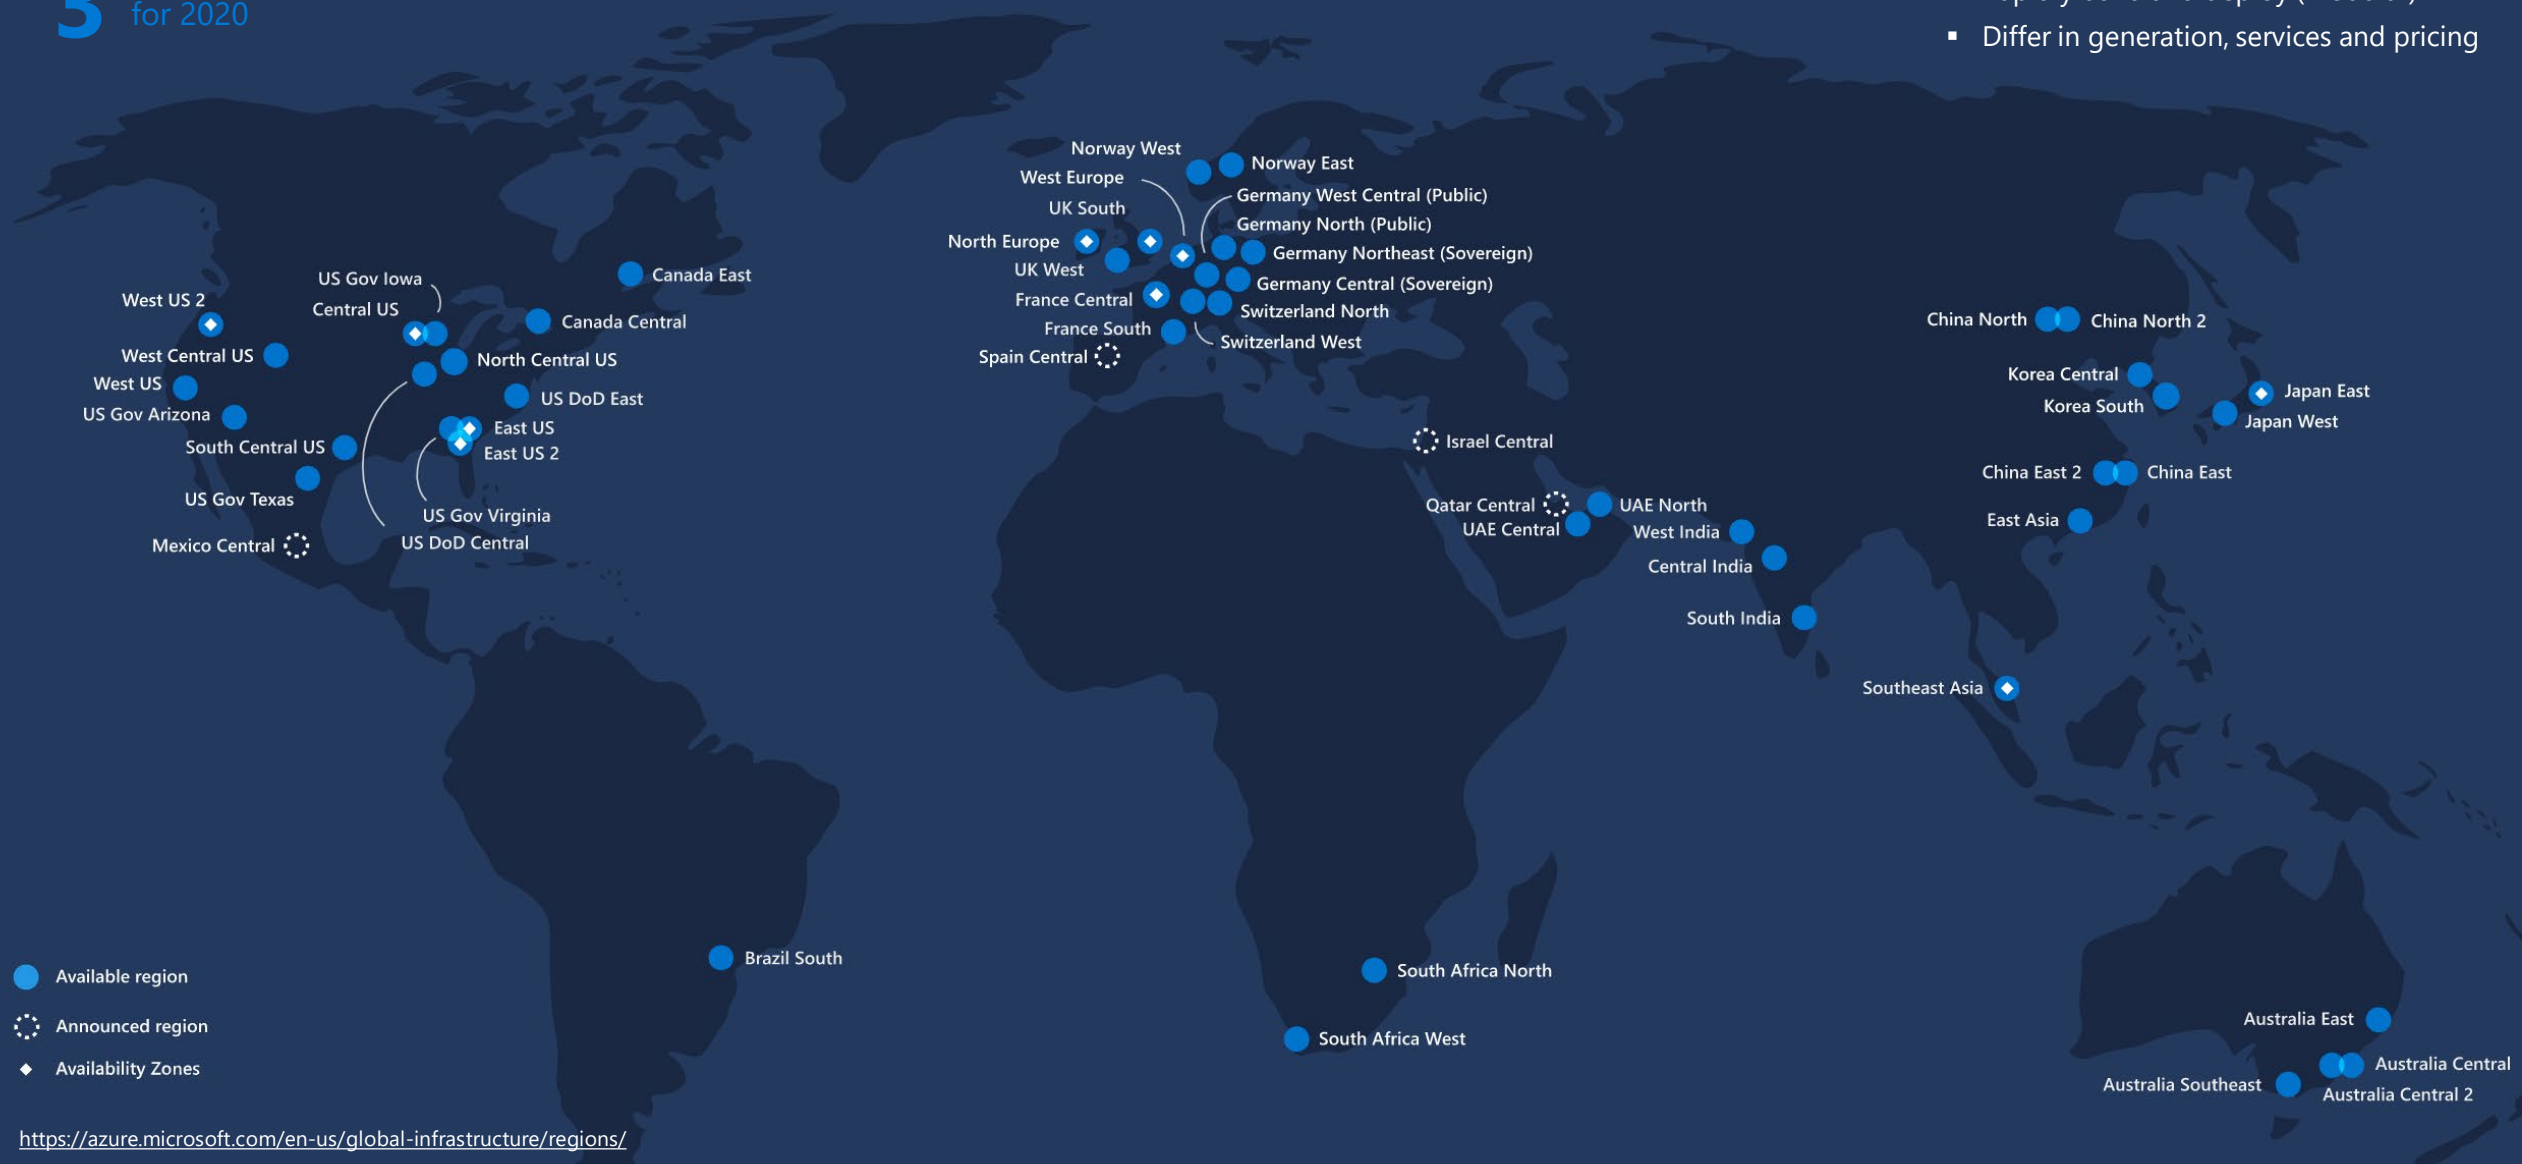 3 for 2020
▪ Differ in generation, services and pricing
Norway West
Norway East
West Europe
Germany West Central (Public)
UK South
Germany North (Public)
North Europe
Germany Northeast (Sovereign)
UK West
Germany Central (Sovereign)
France Central
Switzerland North
France South
Switzerland West
Spain Central
US Gov Iowa
Canada East
West US 2
Central US
Canada Central
West Central US
North Central US
West US
US DoD East
US Gov Arizona
East US
South Central US
East US 2
US Gov Texas
US Gov Virginia
Mexico Central
US DoD Central
China North
China North 2
Korea Central
Japan East
Korea South
Japan West
Israel Central
China East 2
China East
Qatar Central
UAE North
East Asia
UAE Central
West India
Central India
South India
Southeast Asia
Brazil South
South Africa North
South Africa West
Australia East
Australia Central
Australia Southeast
Australia Central 2
Available region
Announced region
Availability Zones
https://azure.microsoft.com/en-us/global-infrastructure/regions/